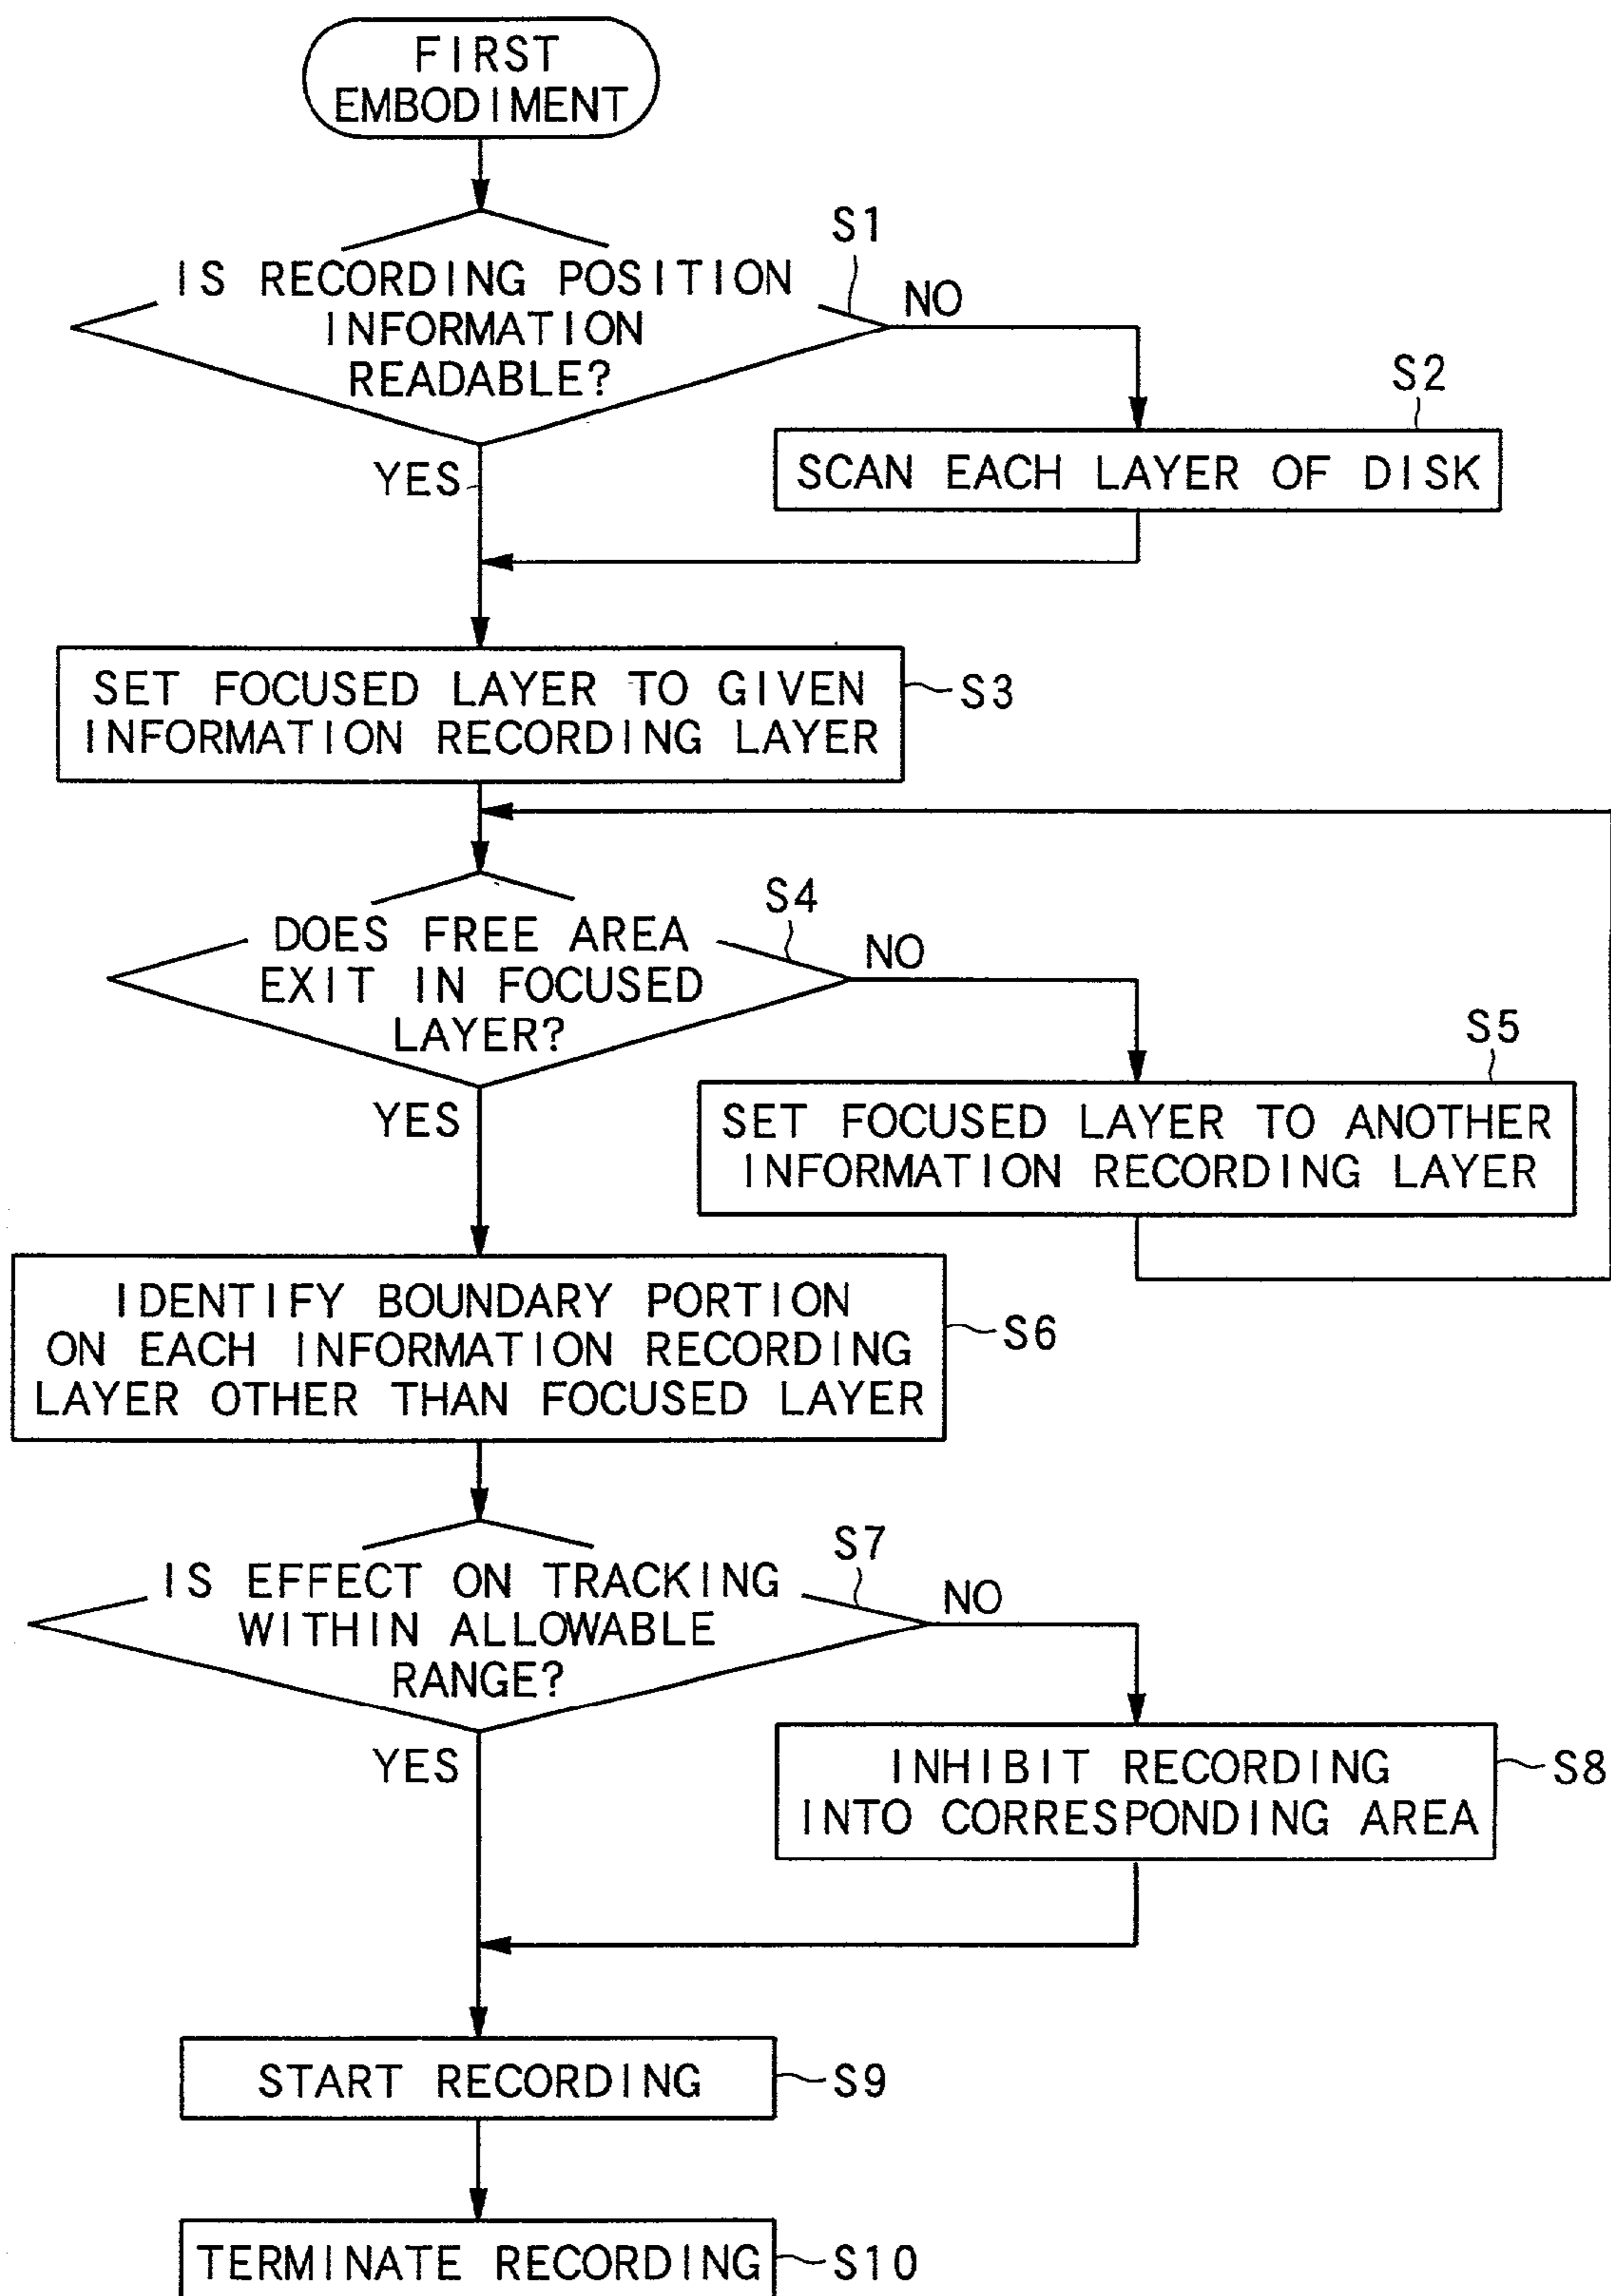 FIRST
EMBODIMENT
S1
IS RECORDING POSITION
INFORMATION
READABLE?
NO
S2
YES
SCAN EACH LAYER OF DISK
SET FOCUSED LAYER TO GIVEN
INFORMATION RECORDING LAYER
S3
S4
DOES FREE AREA
EXIT IN FOCUSED
LAYER?
NO
S5
YES
SET FOCUSED LAYER TO ANOTHER
INFORMATION RECORDING LAYER
IDENTIFY BOUNDARY PORTION
ON EACH INFORMATION RECORDING
LAYER OTHER THAN FOCUSED LAYER
S6
S7
IS EFFECT ON TRACKING
WITHIN ALLOWABLE
RANGE?
NO
YES
INHIBIT RECORDING
INTO CORRESPONDING AREA
S8
START RECORDING
S9
TERMINATE RECORDING
S10